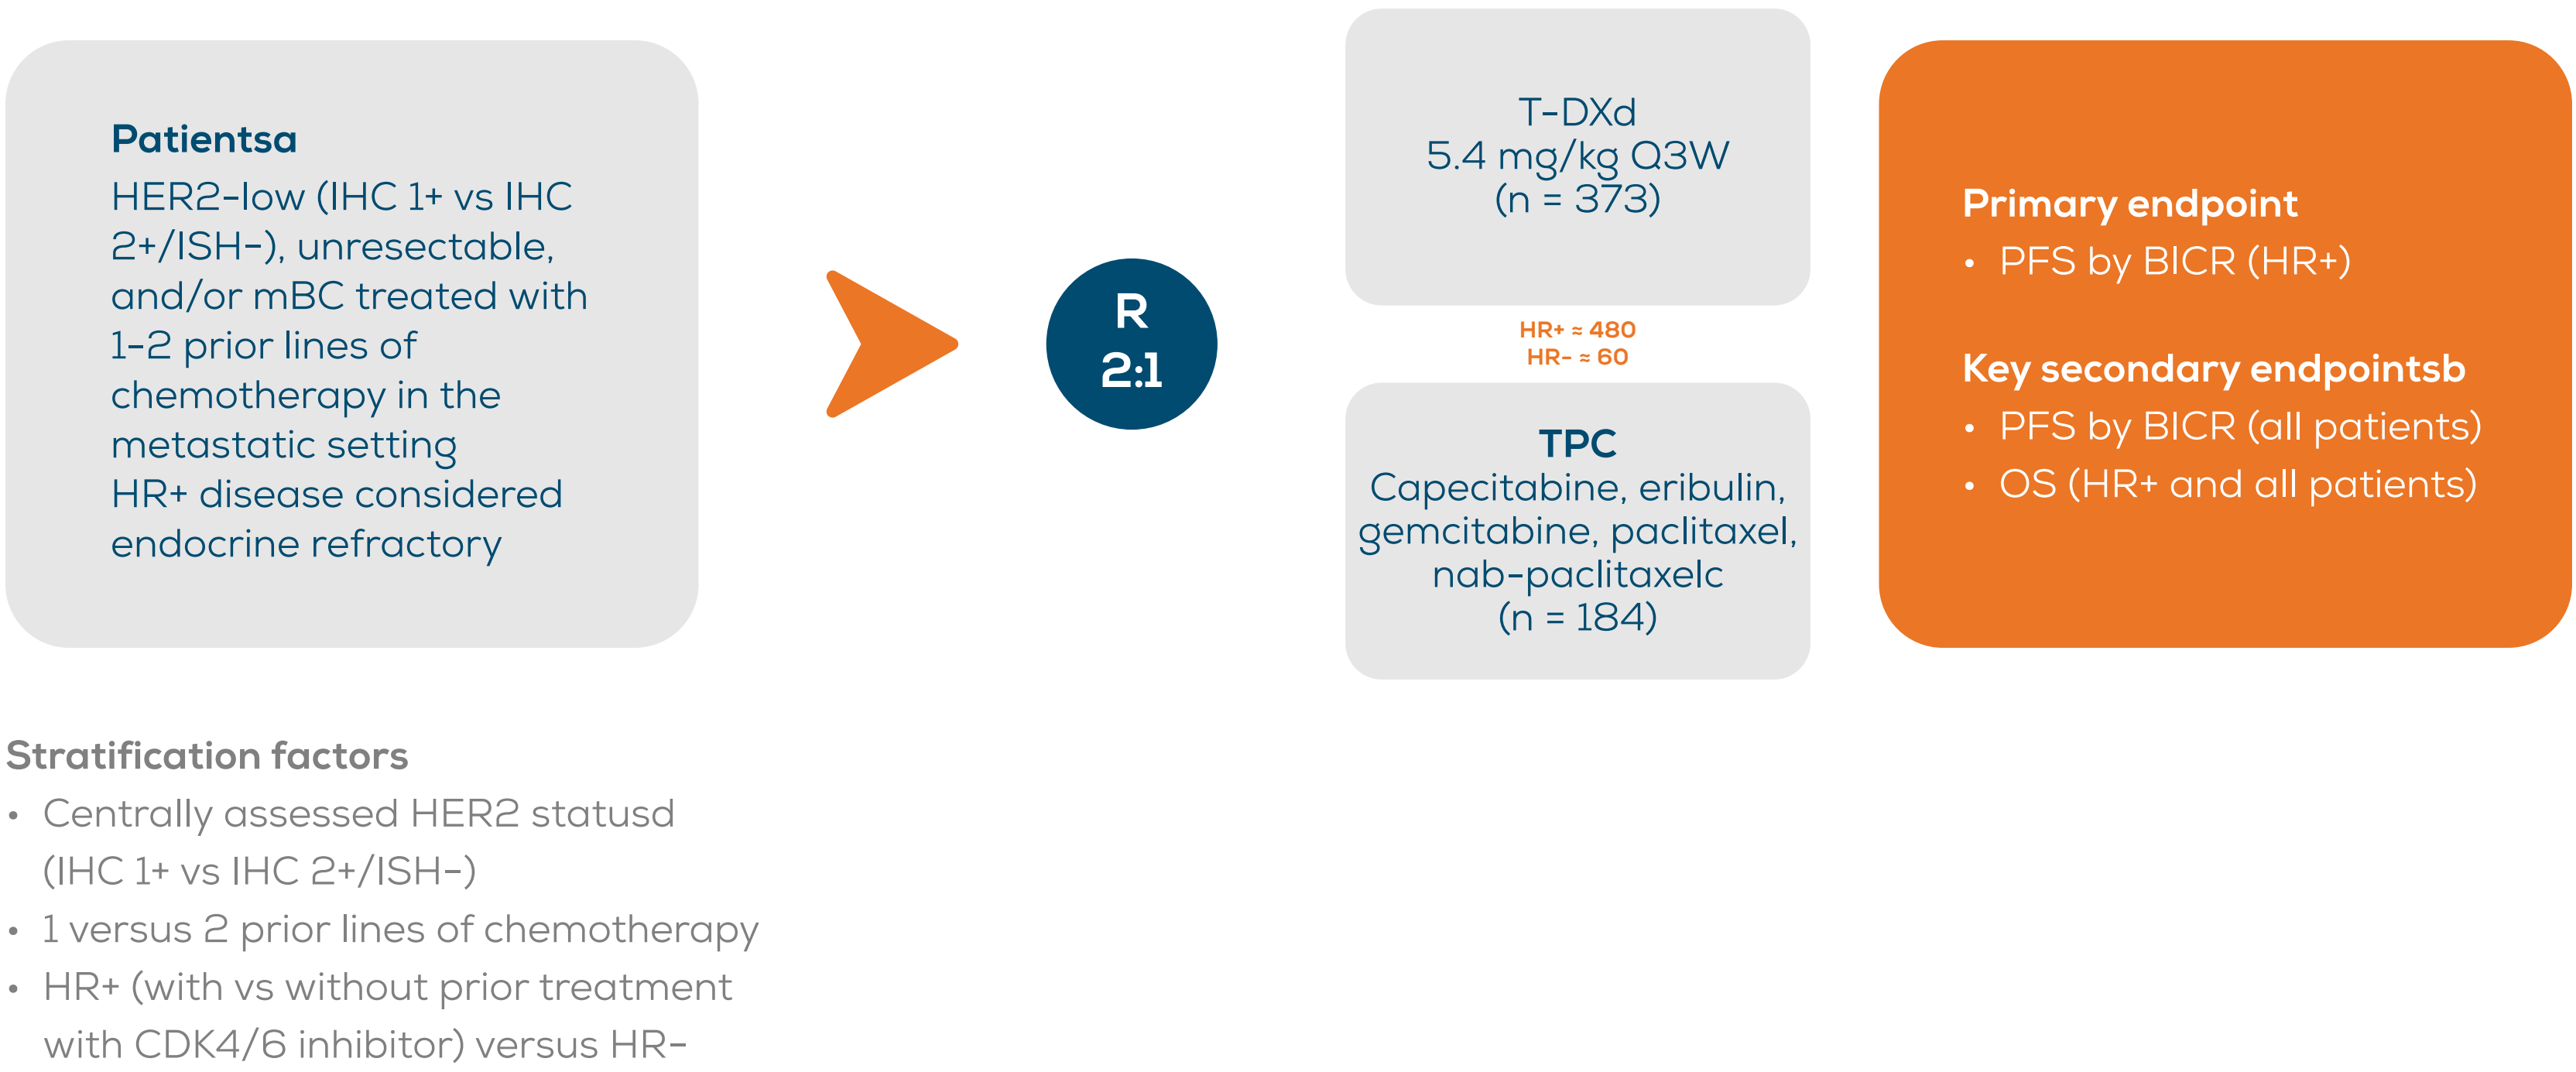 Patientsa
HER2-low (IHC 1+ vs IHC
2+/ISH-), unresectable,
and/or mBC treated with
1-2 prior lines of
chemotherapy in the
metastatic setting
HR+ disease considered
endocrine refractory
R
2:1
T-DXd
5.4 mg/kg Q3W
(n = 373)
HR+ ≈ 480
HR- ≈ 60
TPC
Capecitabine, eribulin,
gemcitabine, paclitaxel,
nab-paclitaxelc
(n = 184)
Primary endpoint
• PFS by BICR (HR+)
Key secondary endpointsb
• PFS by BICR (all patients)
• OS (HR+ and all patients)
Stratification factors
• Centrally assessed HER2 statusd
(IHC 1+ vs IHC 2+/ISH-)
• 1 versus 2 prior lines of chemotherapy
• HR+ (with vs without prior treatment
with CDK4/6 inhibitor) versus HR-